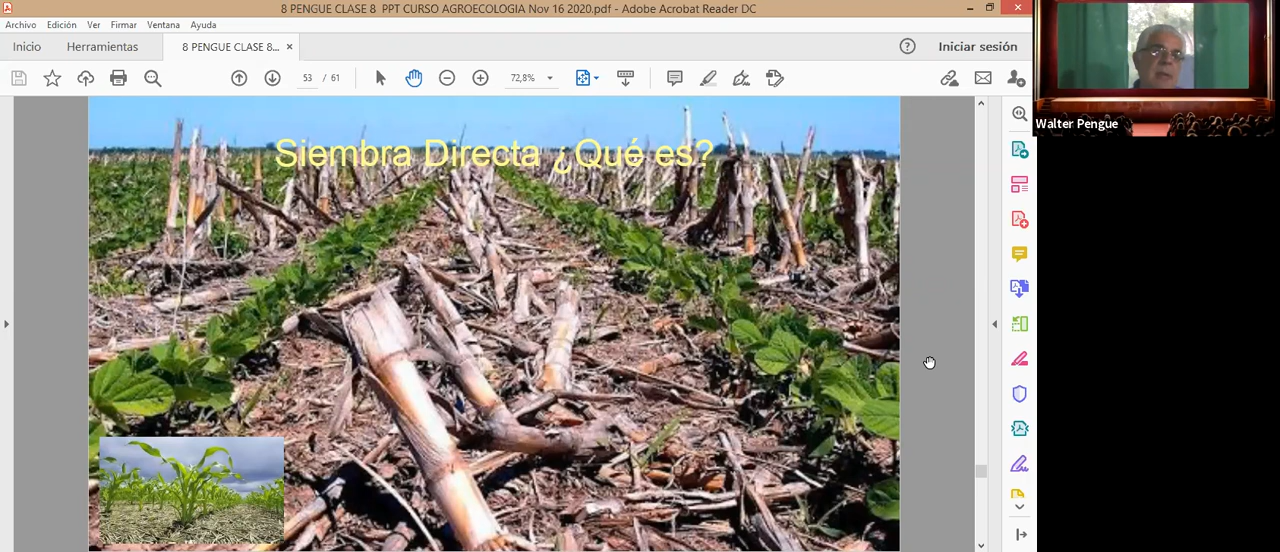 8 PENGUE CLASE 8  PPT CURSO AGROECOLOGIA Nov 16 2020.pdf - Adobe Acrobat Reader DC
Archivo Edición Ver Firmar Ventana Ayuda
Inicio Herramientas 8 PENGUE CLASE 8... × Iniciar sesión
53 / 61 72,8%
Walter Pengue
Siembra Directa ¿Qué es?